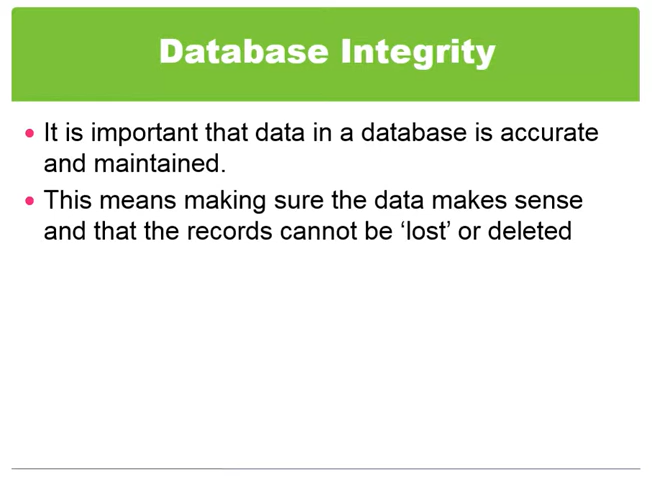 Database Integrity
• It is important that data in a database is accurate
and maintained.
• This means making sure the data makes sense
and that the records cannot be ‘lost’ or deleted